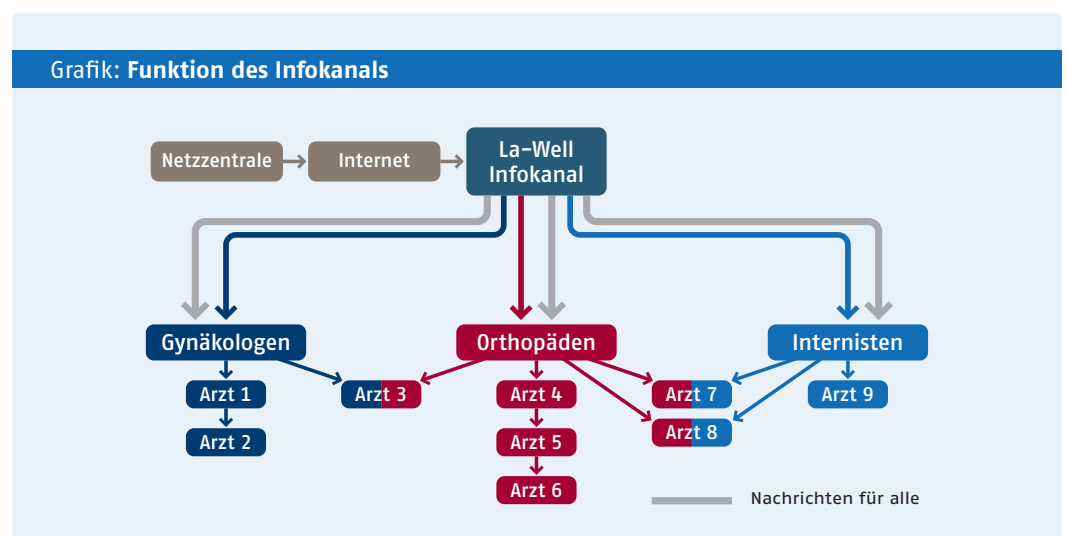 Grafik: Funktion des Infokanals
Netzzentrale
Internet
La-Well
Infokanal
Gynäkologen
Orthopäden
Internisten
Arzt 1
Arzt 3
Arzt 4
Arzt 7
Arzt 9
Arzt 8
Arzt 2
Arzt 5
Arzt 6
Nachrichten für alle